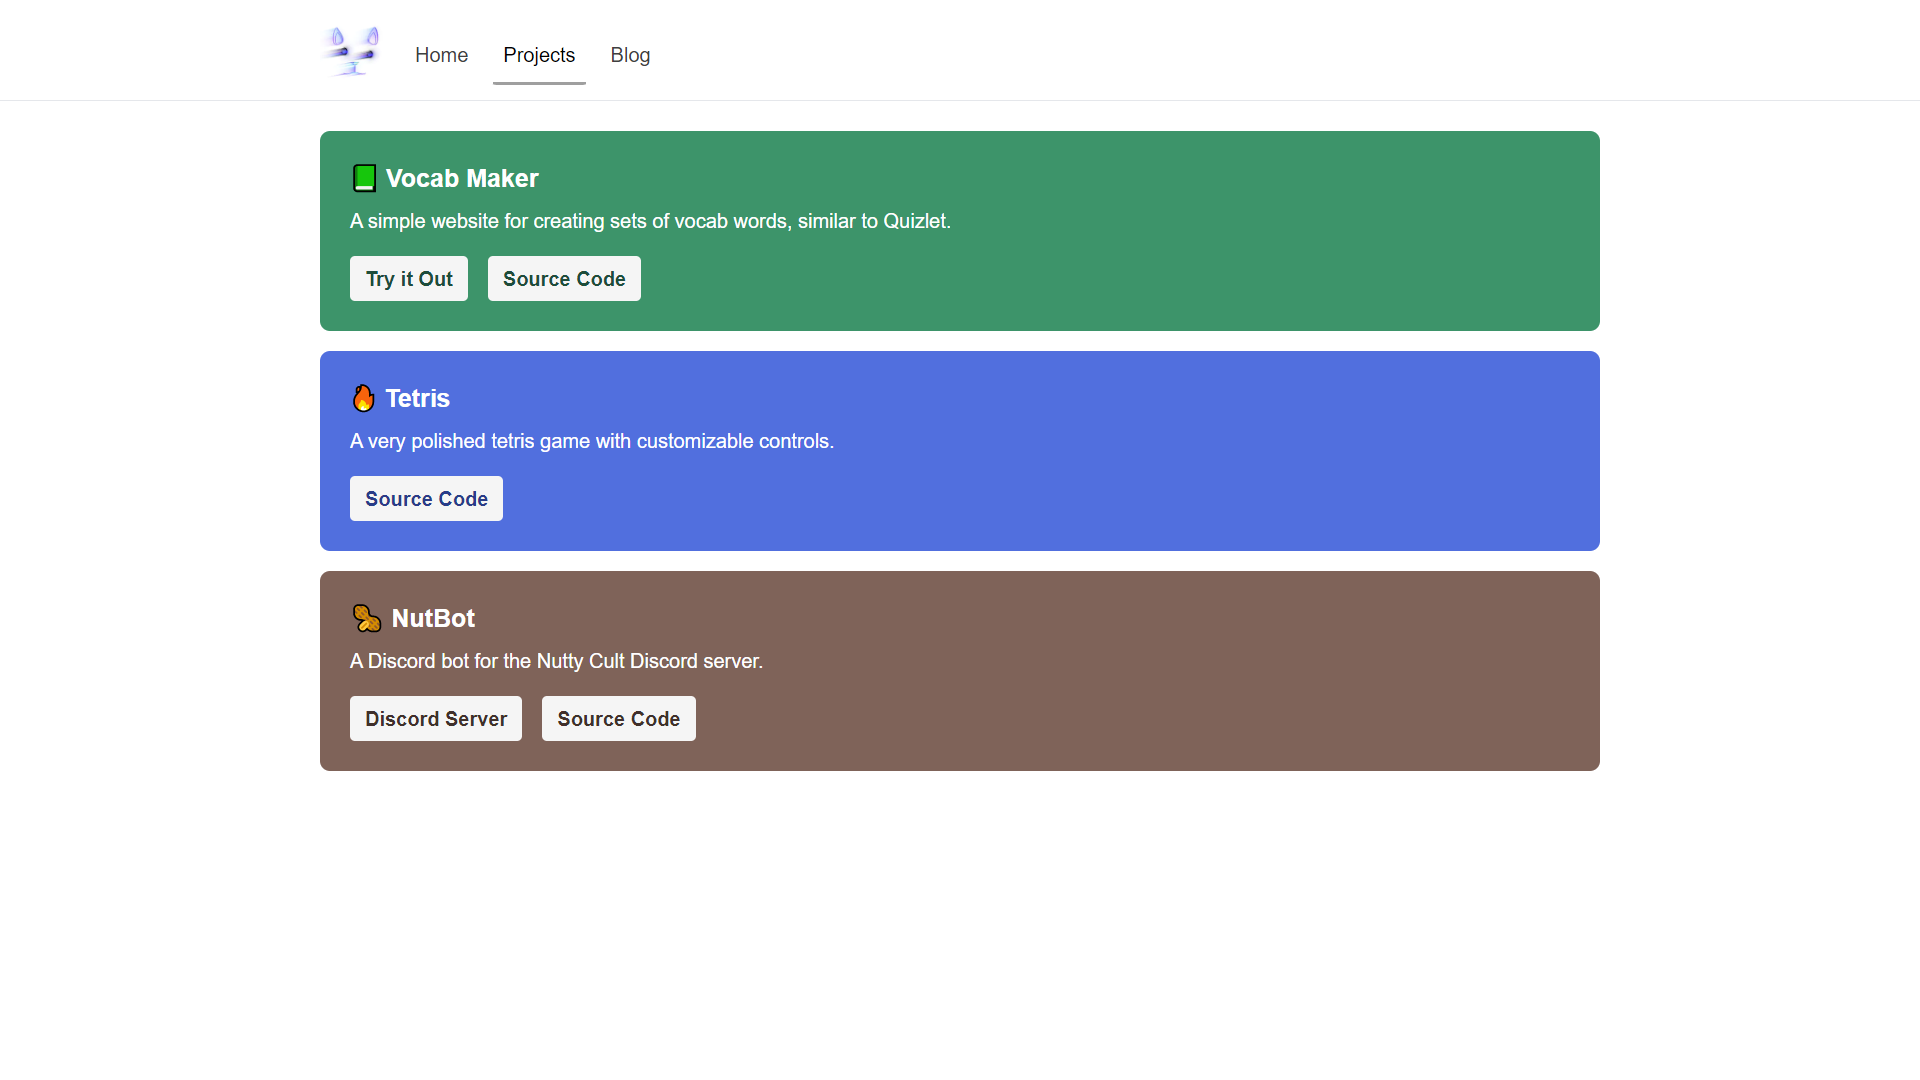 Home Projects Blog
Vocab Maker
A simple website for creating sets of vocab words, similar to Quizlet.
Try it Out Source Code
Tetris
A very polished tetris game with customizable controls.
Source Code
NutBot
A Discord bot for the Nutty Cult Discord server.
Discord Server Source Code